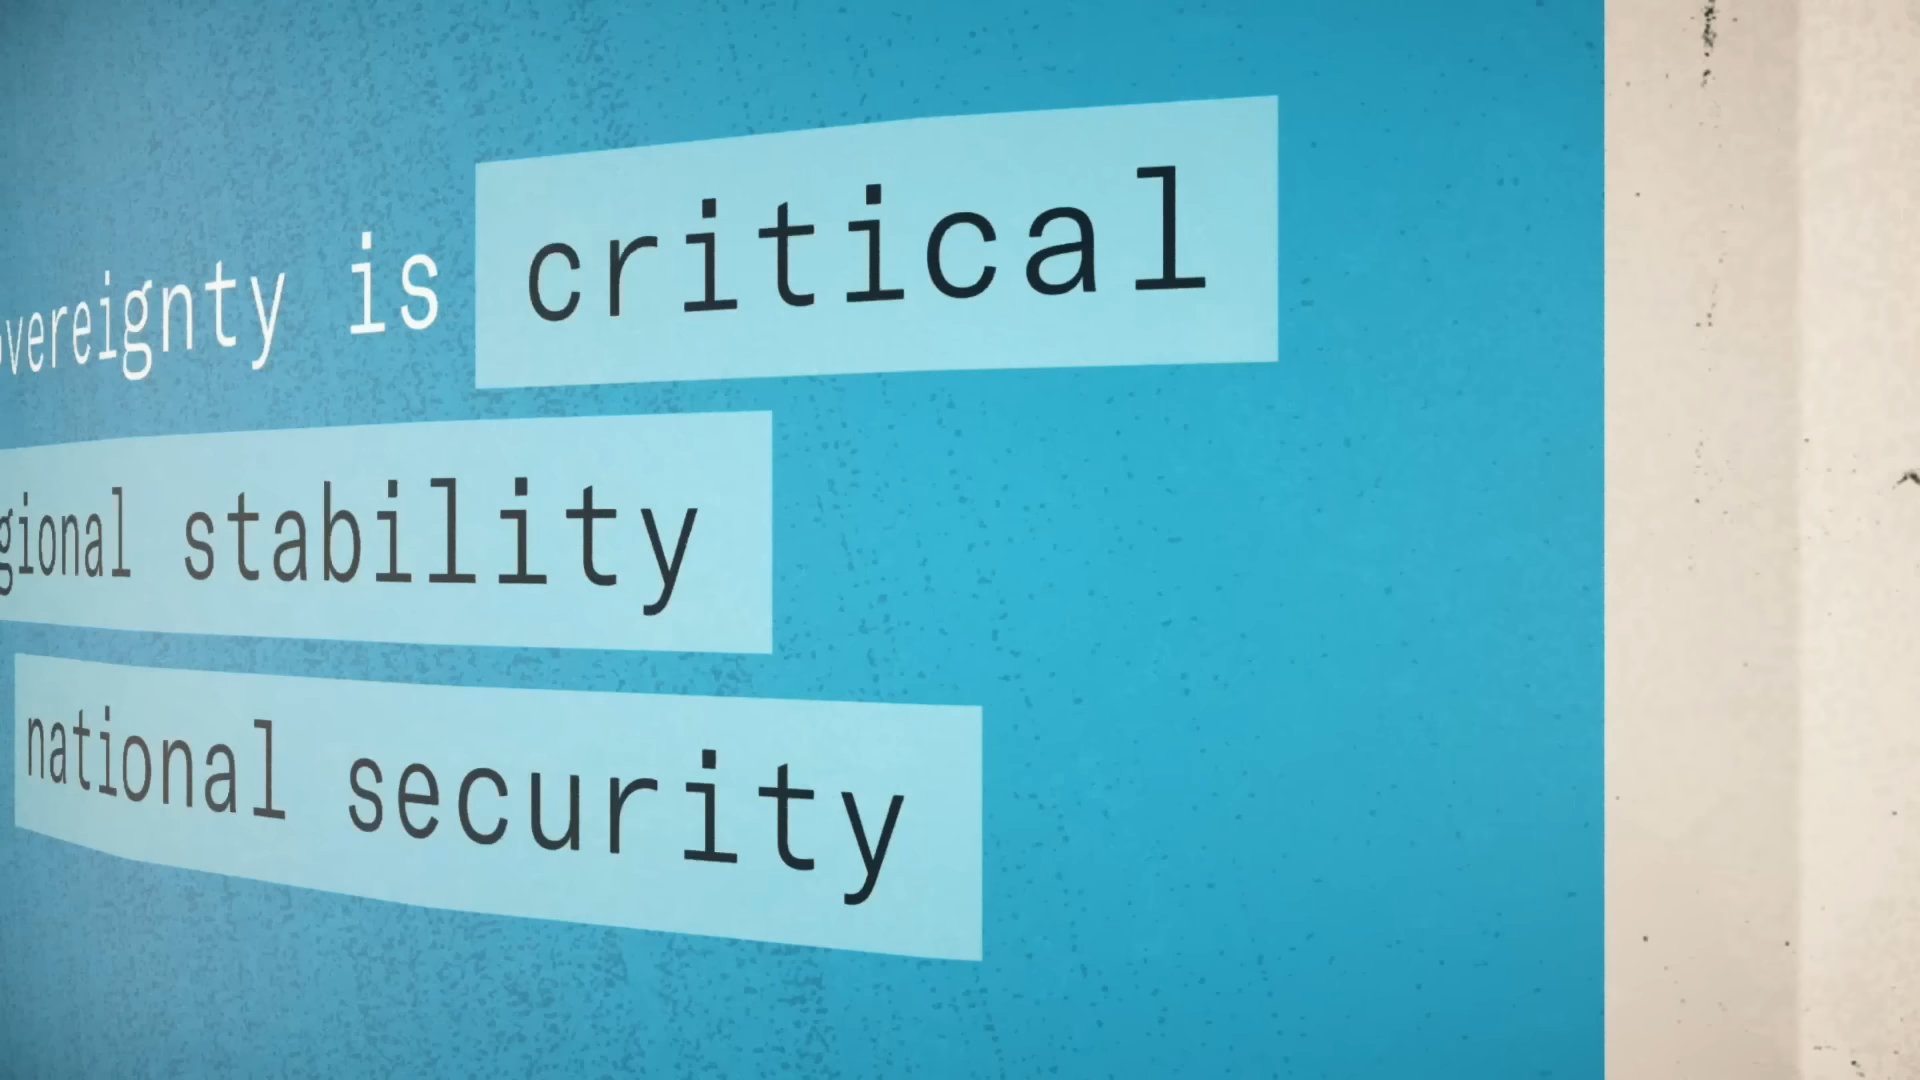 overeignty is critical
gional stability
national security